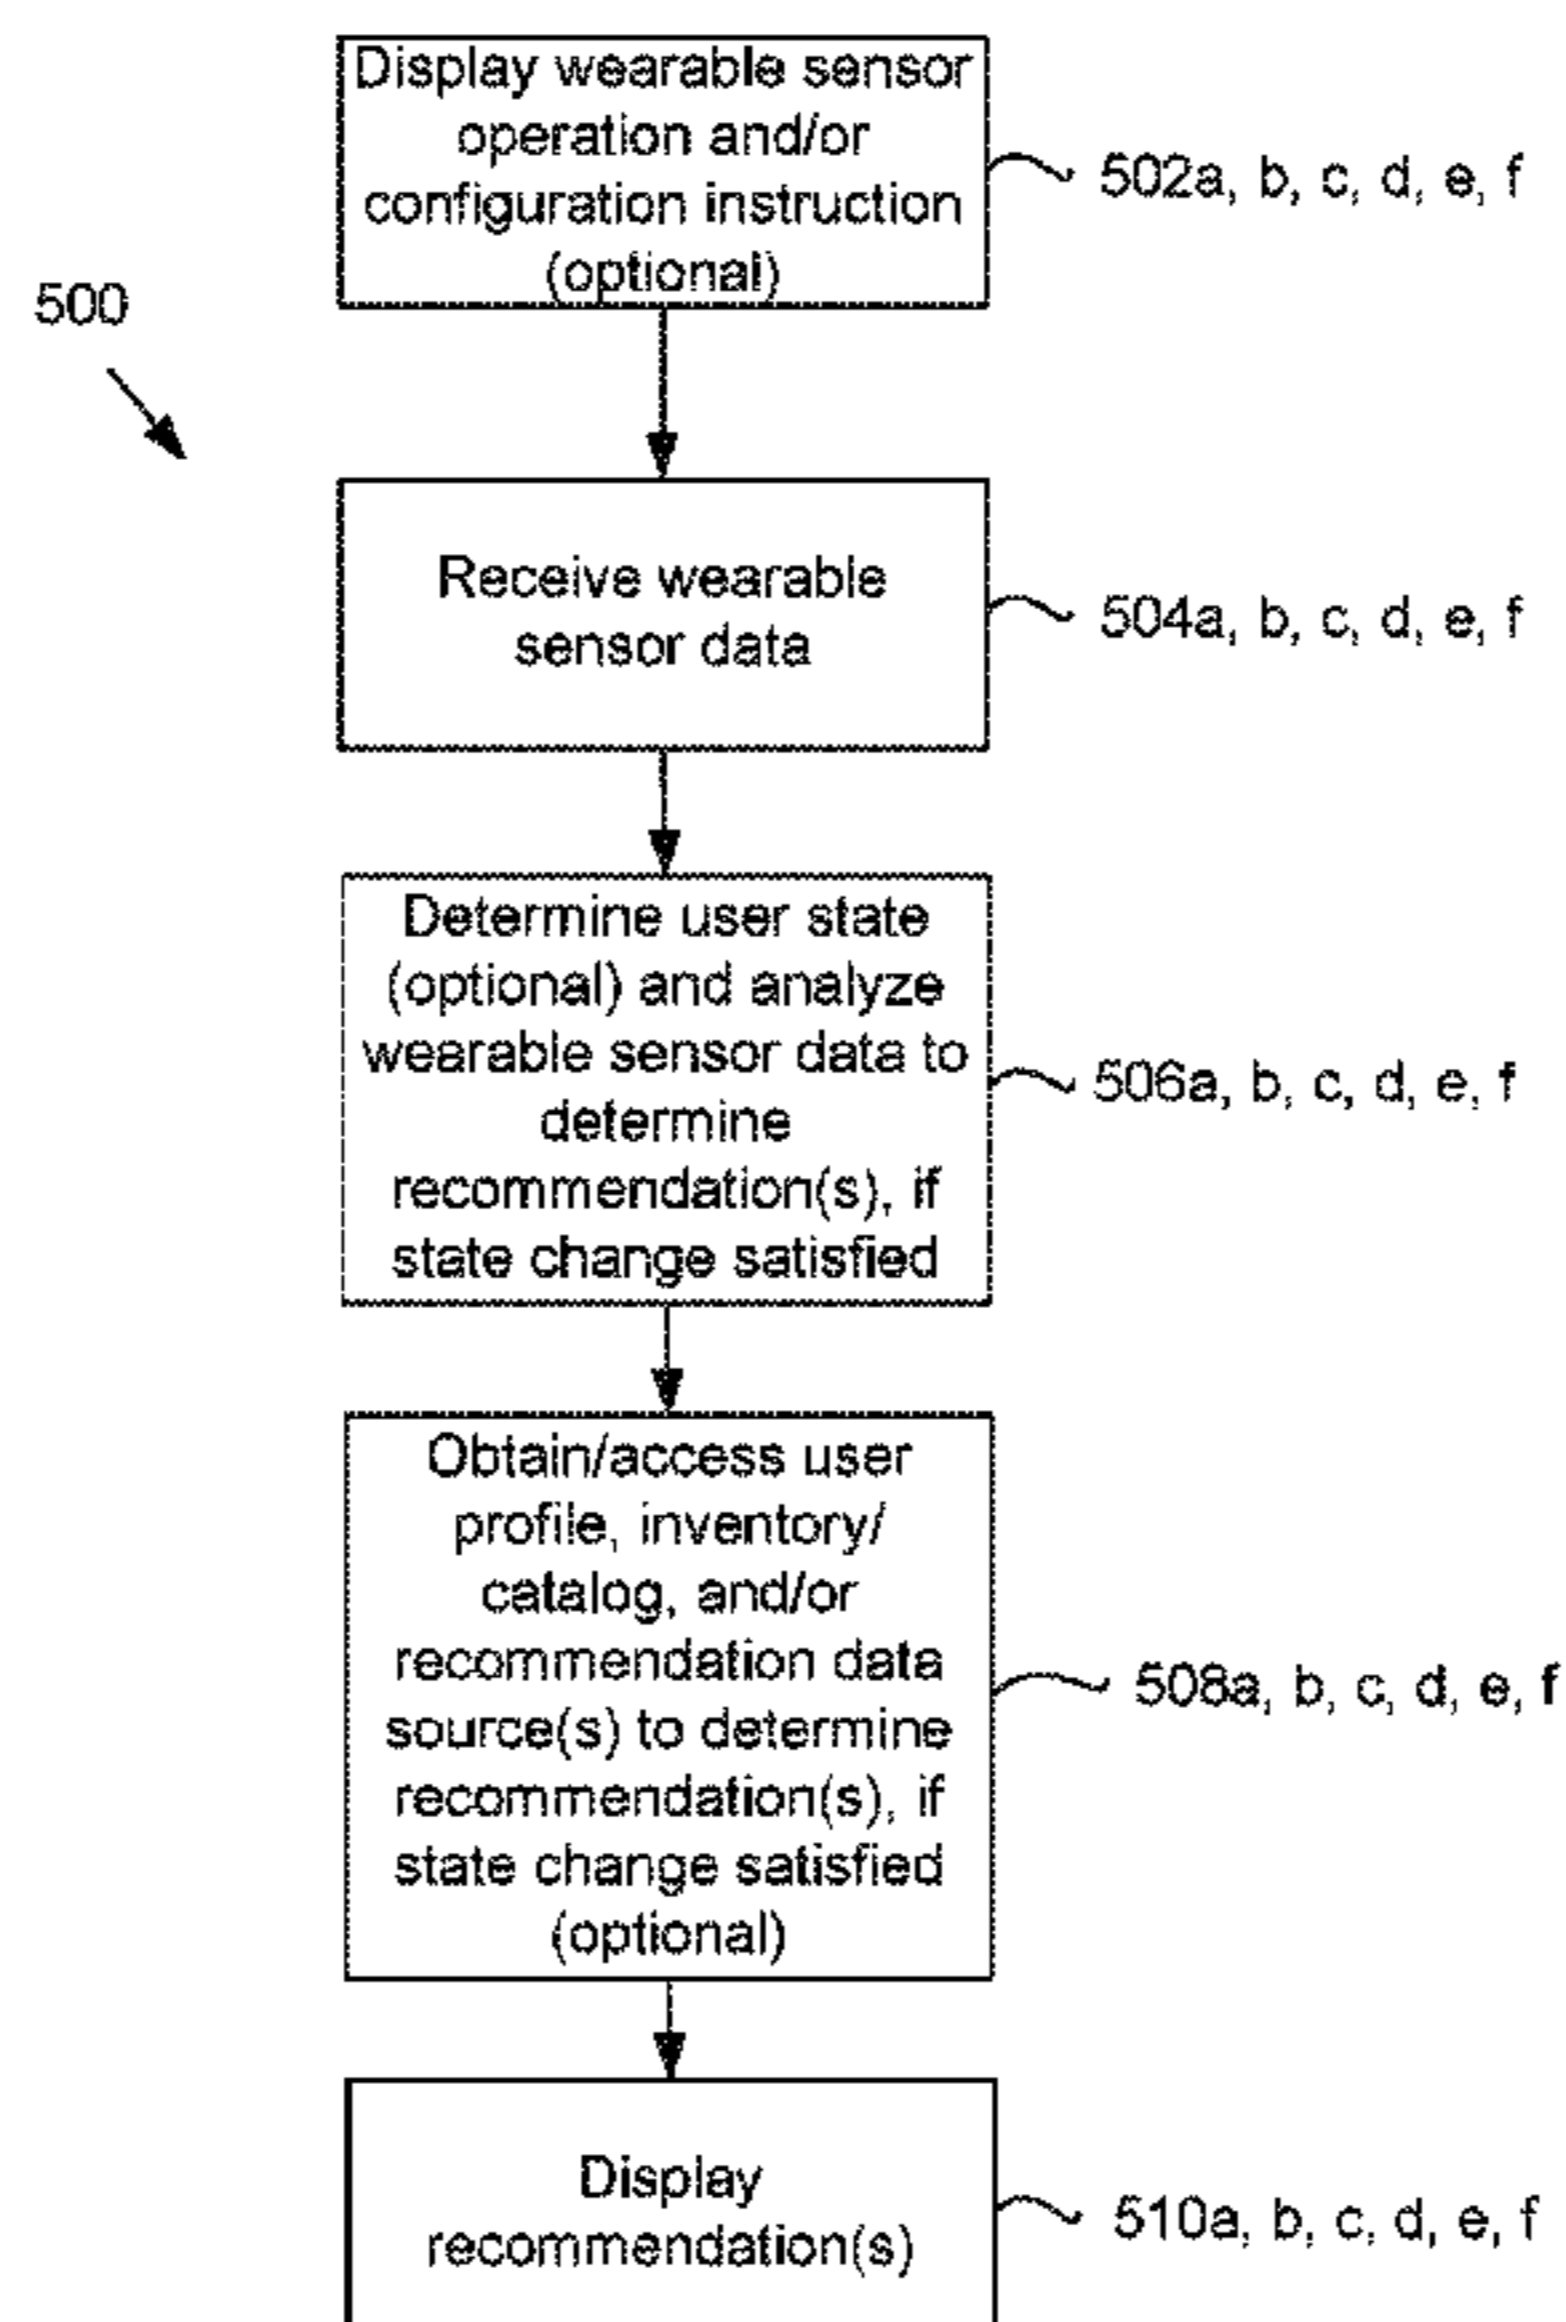 Display wearable sensor
operation and/or
configuration instruction
(optional)
502a, b, c, d, e, f
500
Receive wearable
sensor data
504a, b, c, d, e, f
Determine user state
(optional) and analyze
wearable sensor data to
determine
recommendation(s), if
state change satisfied
506a, b, c, d, e, f
Obtain/access user
profile, inventory/
catalog, and/or
recommendation data
source(s) to determine
recommendation(s), if
state change satisfied
(optional)
508a, b, c, d, e, f
Display
recommendation(s)
510a, b, c, d, e, f